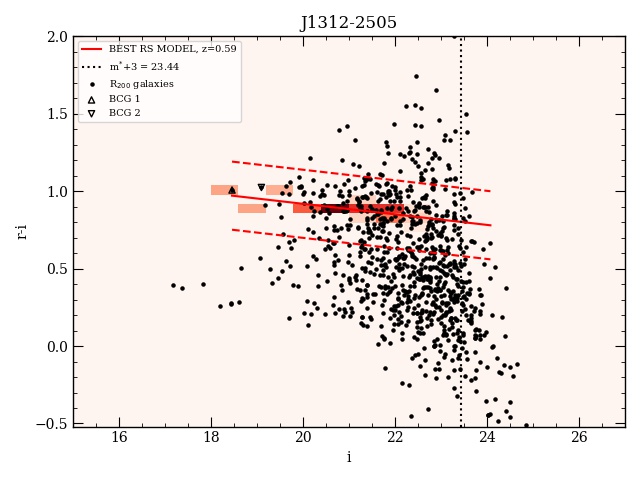 J1312-2505
BEST RS MODEL, z=0.59
m*+3 = 23.44
R200 galaxies
BCG 1
BCG 2
2.0
1.5
1.0
0.5
0.0
−0.5
r-i
16 18 20 22 24 26
i